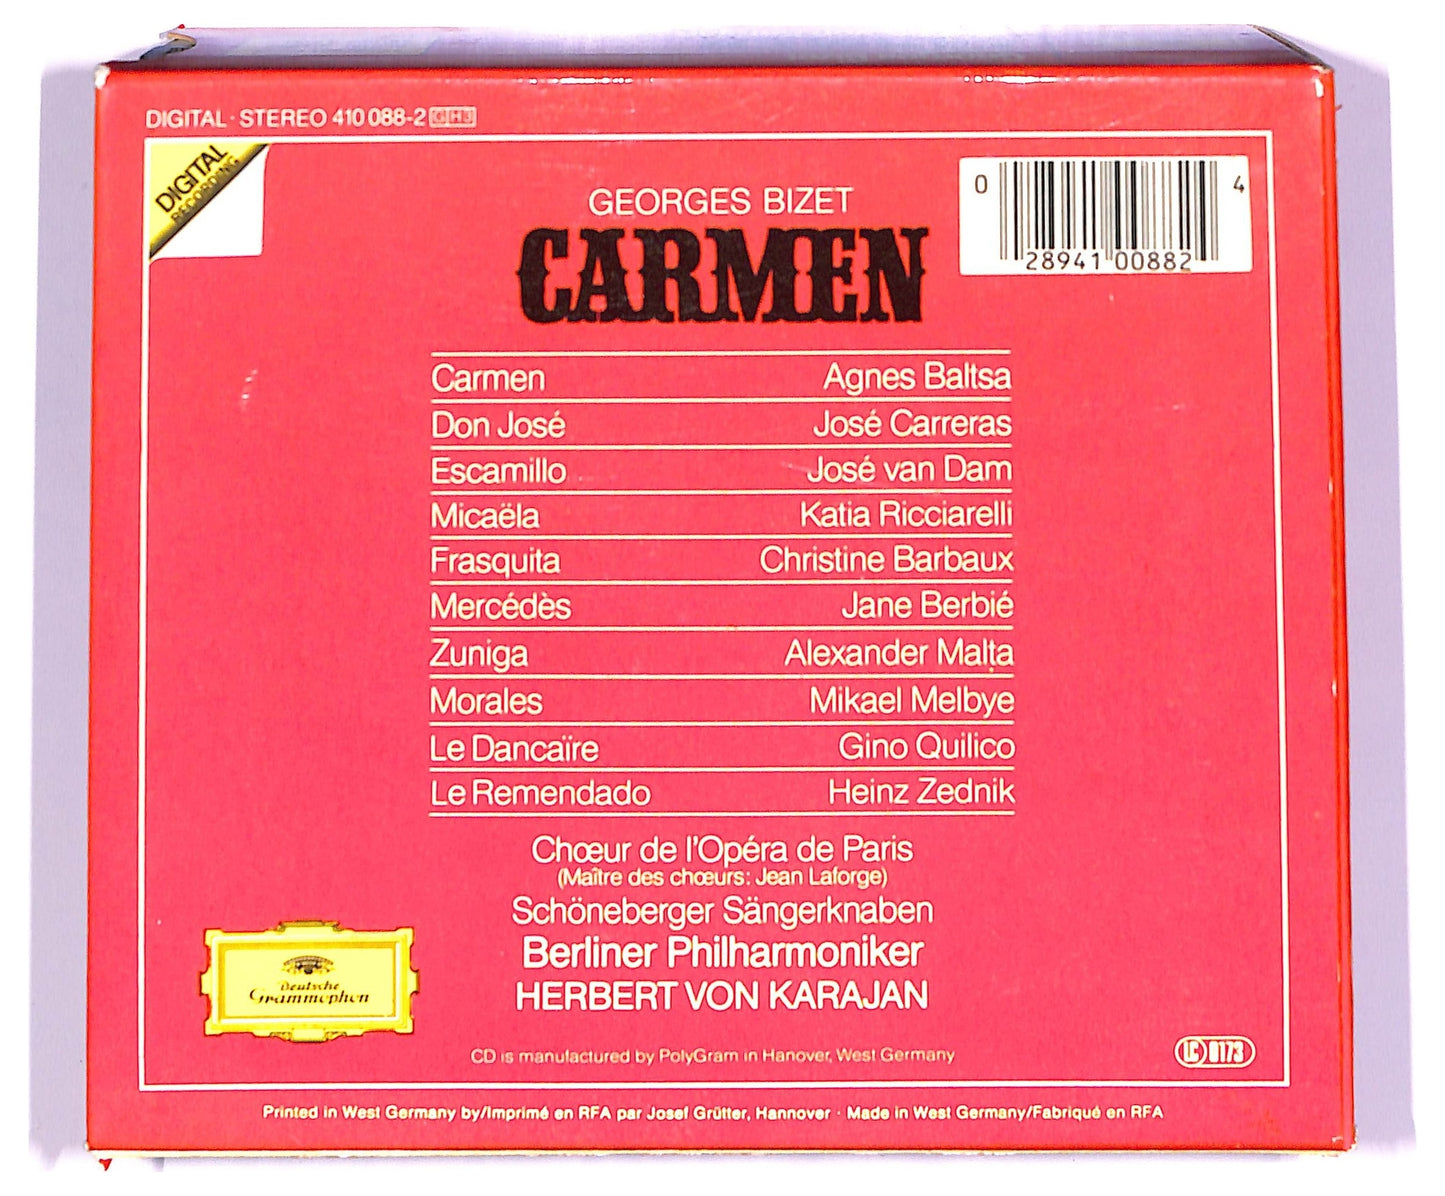 DIGITAL · STEREO 410 088-2 GH3
DIGITAL
RECORDING
GEORGES BIZET
CARMEN
0 28941 00882 4
Carmen Agnes Baltsa
Don José José Carreras
Escamillo José van Dam
Micaëla Katia Ricciarelli
Frasquita Christine Barbaux
Mercédès Jane Berbié
Zuniga Alexander Malta
Morales Mikael Melbye
Le Dancaïre Gino Quilico
Le Remendado Heinz Zednik
Chœur de l'Opéra de Paris
(Maître des chœurs: Jean Laforge)
Schöneberger Sängerknaben
Berliner Philharmoniker
HERBERT VON KARAJAN
Deutsche
Grammophon
CD is manufactured by PolyGram in Hanover, West Germany
LC 0173
Printed in West Germany by/Imprimé en RFA par Josef Grütter, Hannover · Made in West Germany/Fabriqué en RFA